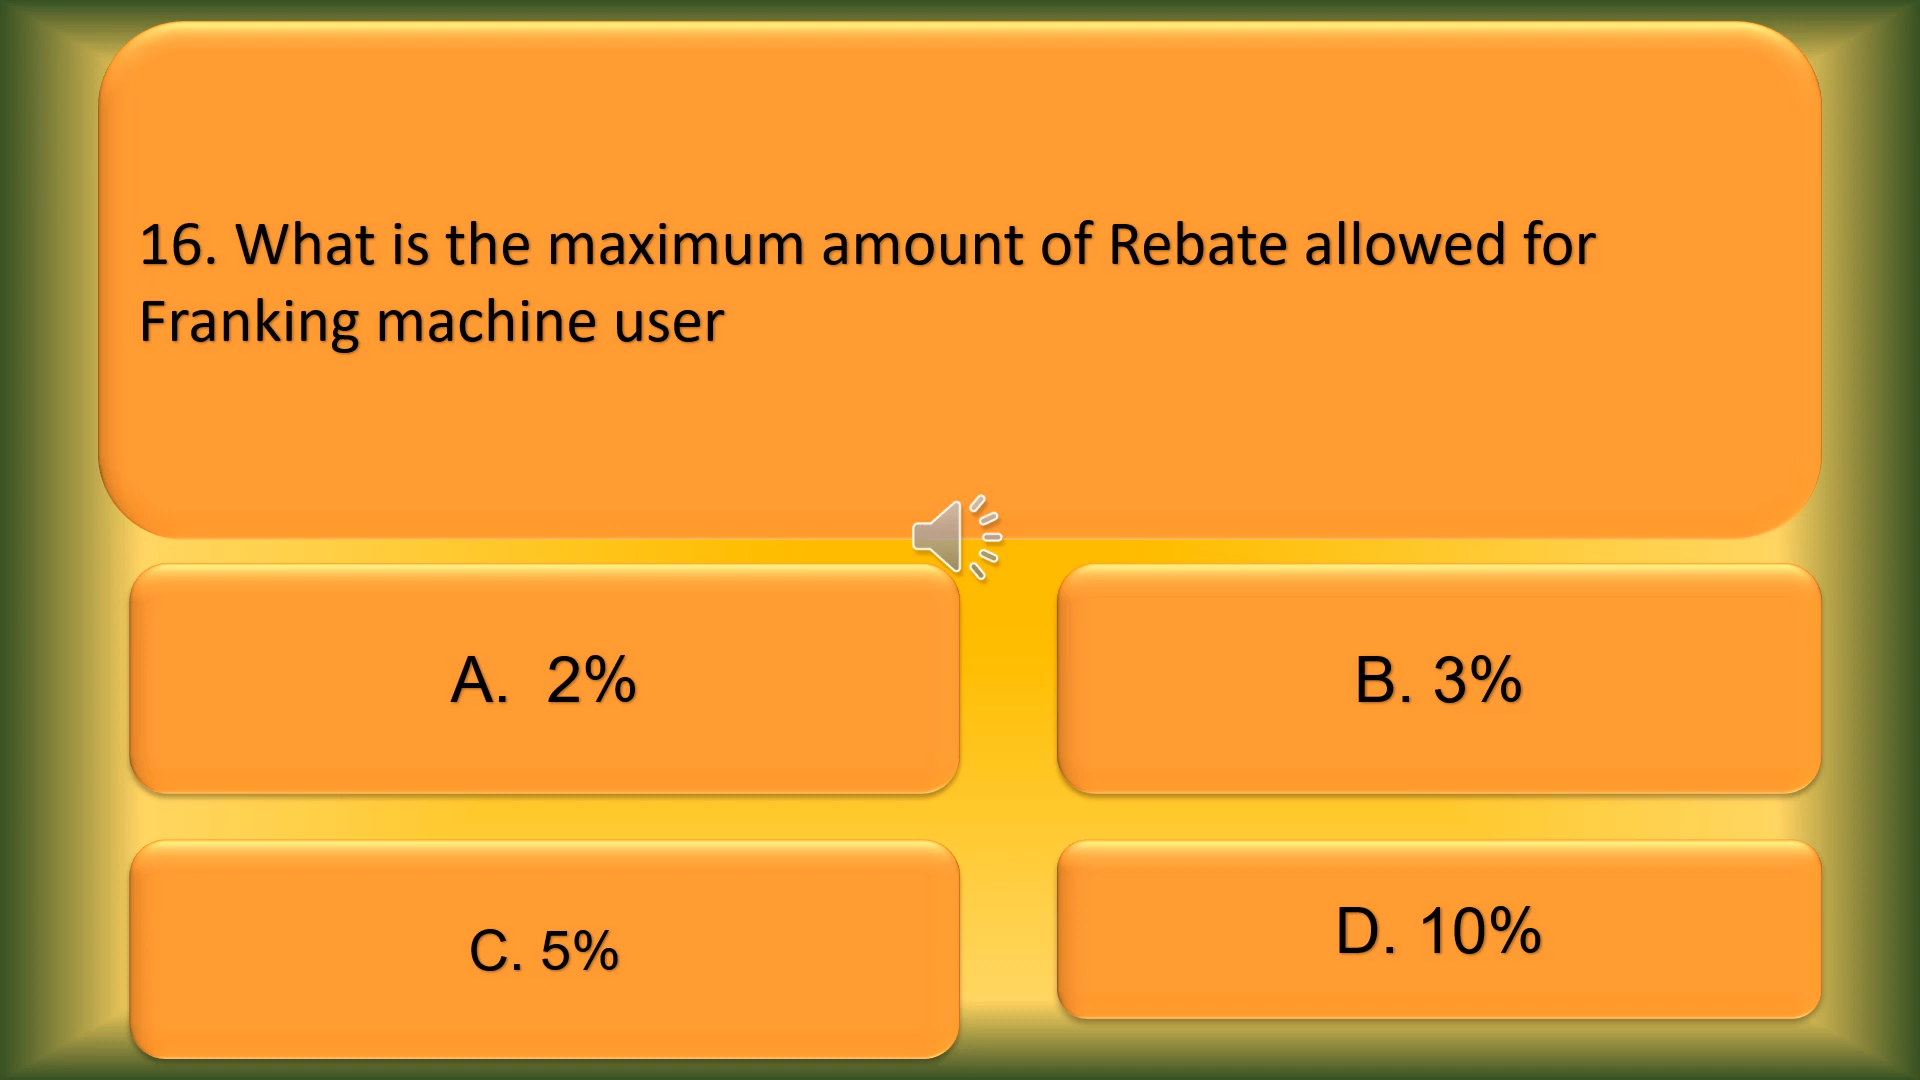 16. What is the maximum amount of Rebate allowed for
Franking machine user
A. 2%
B. 3%
C. 5%
D. 10%